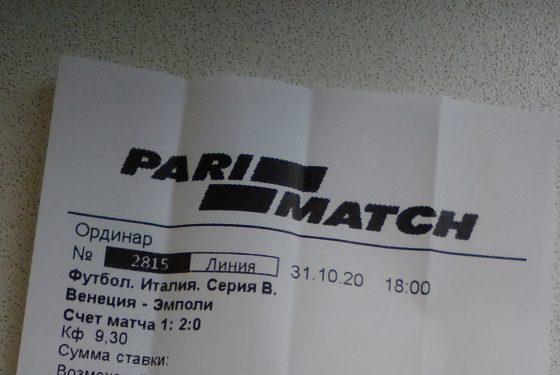 PARI
MATCH
Ординар
№ 2815 Линия 31.10.20 18:00
Футбол. Италия. Серия В.
Венеция - Эмполи
Счет матча 1: 2:0
Кф 9,30
Сумма ставки: